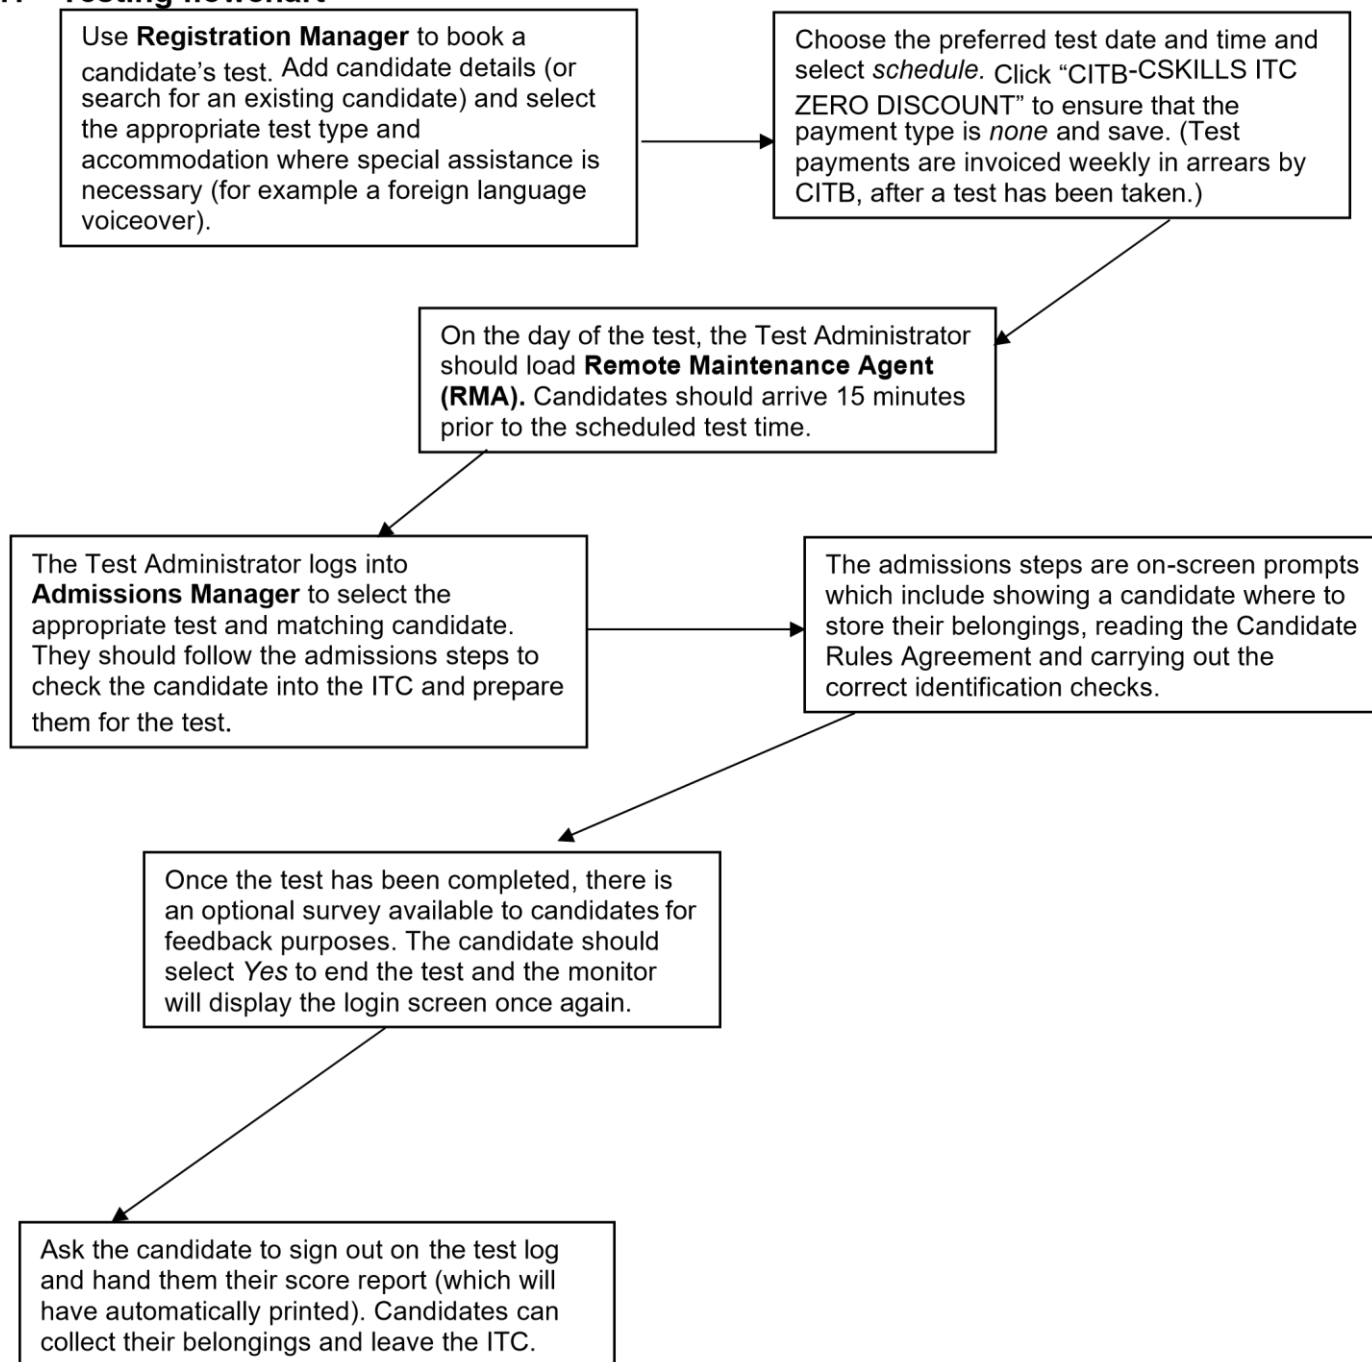 Testing flowchart
Use Registration Manager to book a
candidate's test. Add candidate details (or
search for an existing candidate) and select
the appropriate test type and
accommodation where special assistance is
necessary (for example a foreign language
voiceover).
Choose the preferred test date and time and
select schedule. Click “CITB-CSKILLS ITC
ZERO DISCOUNT” to ensure that the
payment type is none and save. (Test
payments are invoiced weekly in arrears by
CITB, after a test has been taken.)
On the day of the test, the Test Administrator
should load Remote Maintenance Agent
(RMA). Candidates should arrive 15 minutes
prior to the scheduled test time.
The Test Administrator logs into
Admissions Manager to select the
appropriate test and matching candidate.
They should follow the admissions steps to
check the candidate into the ITC and prepare
them for the test.
The admissions steps are on-screen prompts
which include showing a candidate where to
store their belongings, reading the Candidate
Rules Agreement and carrying out the
correct identification checks.
Once the test has been completed, there is
an optional survey available to candidates for
feedback purposes. The candidate should
select Yes to end the test and the monitor
will display the login screen once again.
Ask the candidate to sign out on the test log
and hand them their score report (which will
have automatically printed). Candidates can
collect their belongings and leave the ITC.